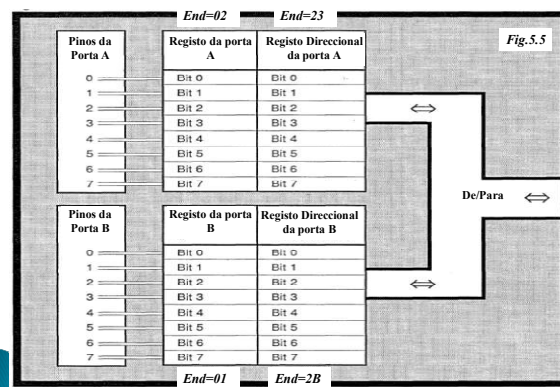 End=02 End=23
Fig.5.5
Pinos da Porta A
Registo da porta A
Registo Direccional da porta A
0 Bit 0 Bit 0
1 Bit 1 Bit 1
2 Bit 2 Bit 2
3 Bit 3 Bit 3
4 Bit 4 Bit 4
5 Bit 5 Bit 5
6 Bit 6 Bit 6
7 Bit 7 Bit 7
De/Para
Pinos da Porta B
Registo da porta B
Registo Direccional da porta B
0 Bit 0 Bit 0
1 Bit 1 Bit 1
2 Bit 2 Bit 2
3 Bit 3 Bit 3
4 Bit 4 Bit 4
5 Bit 5 Bit 5
6 Bit 6 Bit 6
7 Bit 7 Bit 7
End=01 End=2B